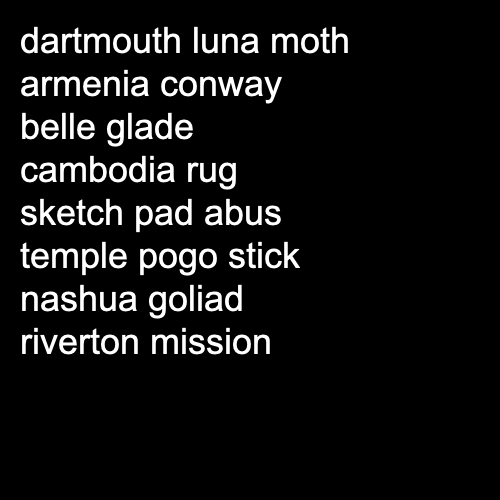 dartmouth luna moth
armenia conway
belle glade
cambodia rug
sketch pad abus
temple pogo stick
nashua goliad
riverton mission